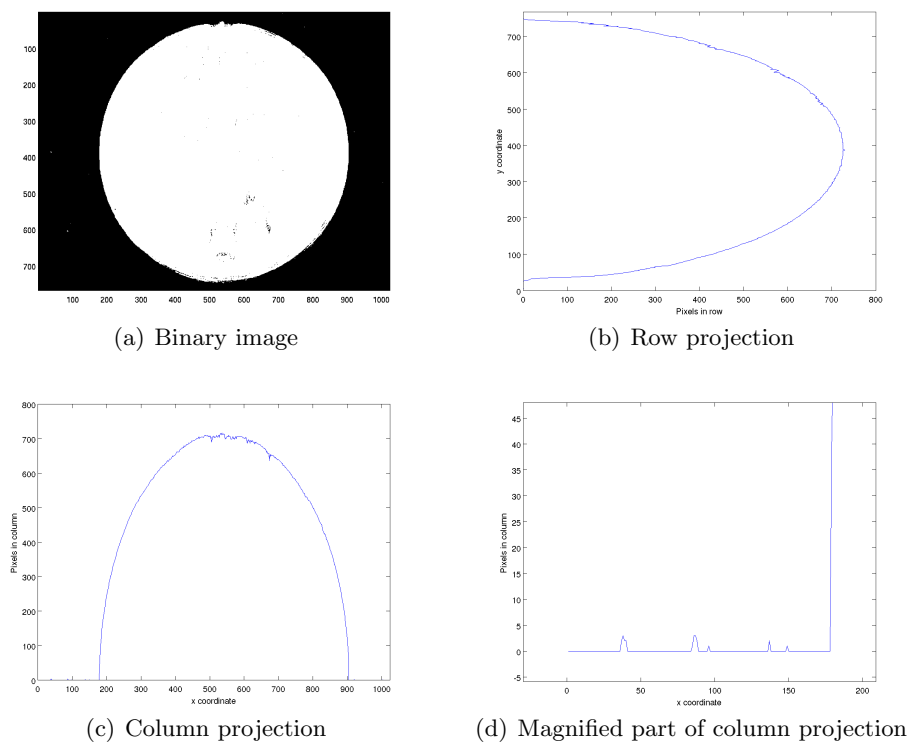 100
200
300
400
500
600
700
100 200 300 400 500 600 700 800 900 1000
(a) Binary image
700
600
500
400
300
200
100
0
y coordinate
0 100 200 300 400 500 600 700 800
Pixels in row
(b) Row projection
800
700
600
500
400
300
200
100
0
Pixels in column
0 100 200 300 400 500 600 700 800 900 1000
x coordinate
(c) Column projection
45
40
35
30
25
20
15
10
5
0
-5
Pixels in column
0 50 100 150 200
x coordinate
(d) Magnified part of column projection